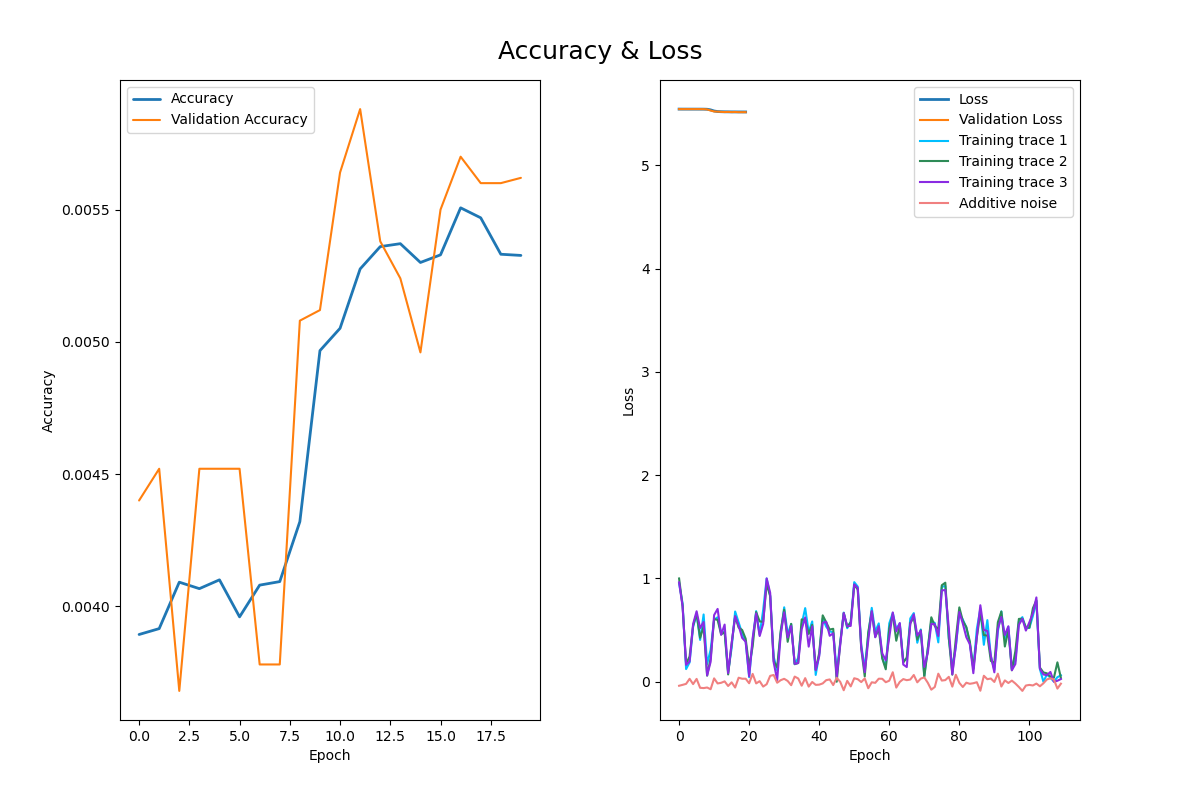 Accuracy & Loss
Accuracy
Validation Accuracy
Accuracy
0.0055
0.0050
0.0045
0.0040
0.0
2.5
5.0
7.5
10.0
12.5
15.0
17.5
Epoch
Loss
Validation Loss
Training trace 1
Training trace 2
Training trace 3
Additive noise
Loss
5
4
3
2
1
0
0
20
40
60
80
100
Epoch